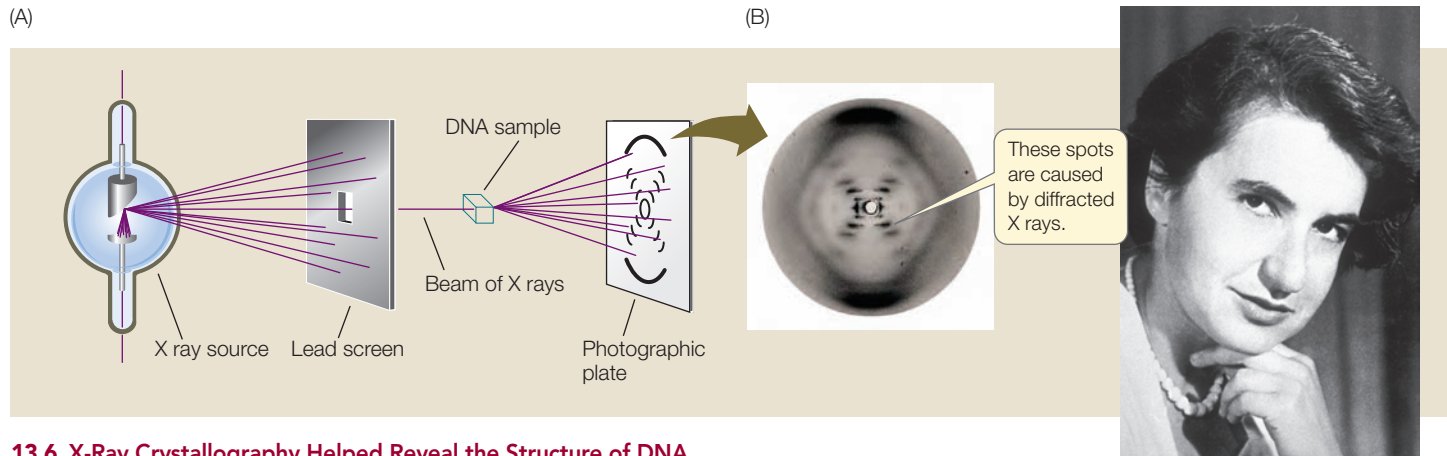 (A)
(B)
DNA sample
Beam of X rays
X ray source
Lead screen
Photographic
plate
These spots
are caused
by diffracted
X rays.
13.6 X-Ray Crystallography Helped Reveal the Structure of DNA